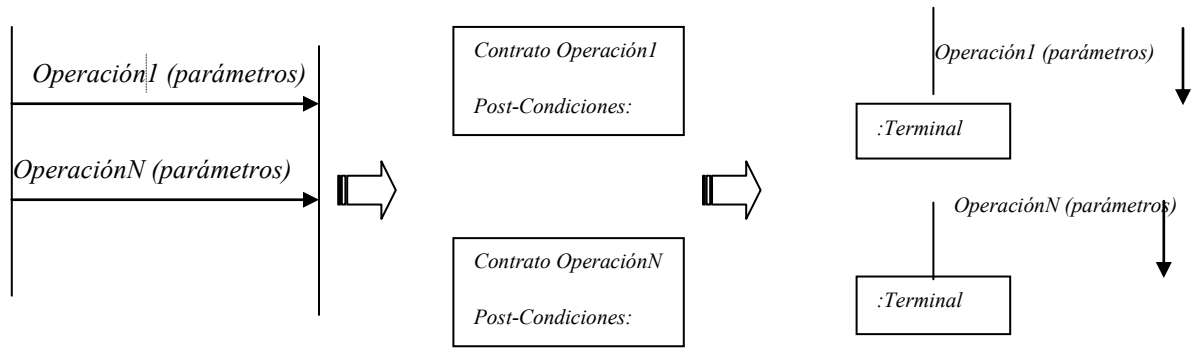 Operación1 (parámetros)
OperaciónN (parámetros)
Contrato Operación1
Post-Condiciones:
Contrato OperaciónN
Post-Condiciones:
Operación1 (parámetros)
:Terminal
OperaciónN (parámetros)
:Terminal